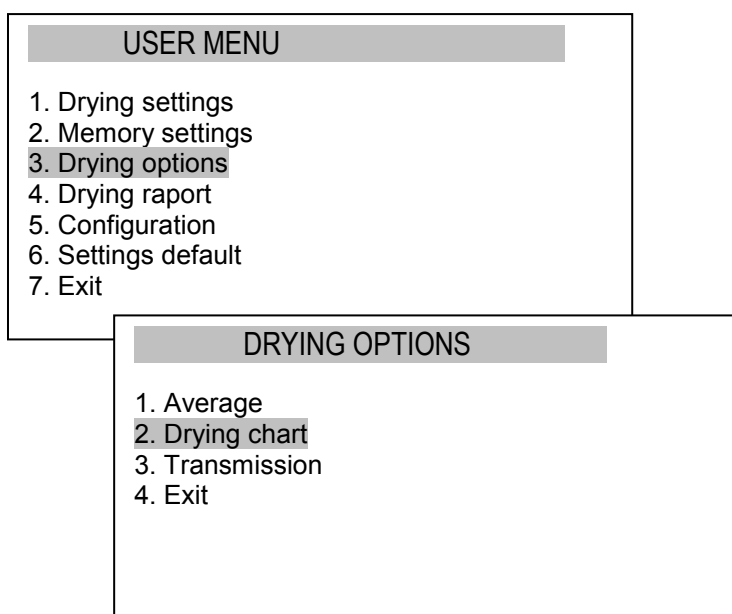 USER MENU
1. Drying settings
2. Memory settings
3. Drying options
4. Drying raport
5. Configuration
6. Settings default
7. Exit
DRYING OPTIONS
1. Average
2. Drying chart
3. Transmission
4. Exit